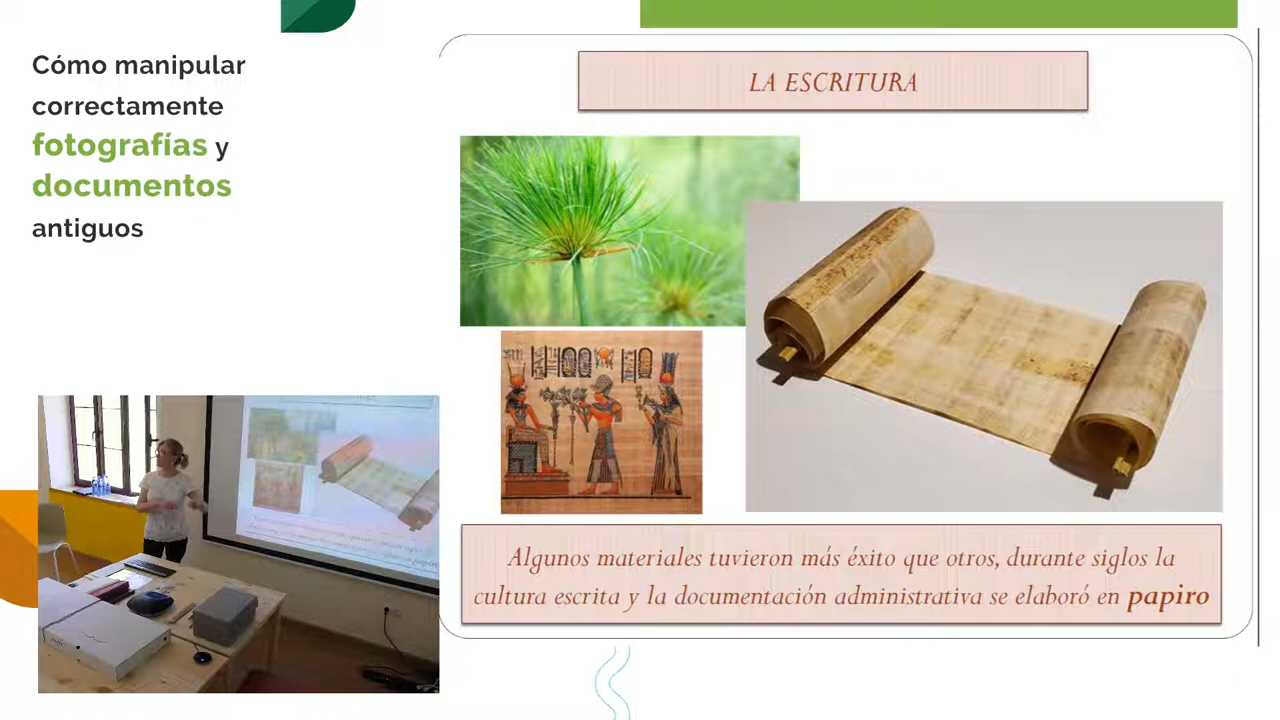 Cómo manipular
correctamente
fotografías y
documentos
antiguos
LA ESCRITURA
Algunos materiales tuvieron más éxito que otros, durante siglos la
cultura escrita y la documentación administrativa se elaboró en papiro